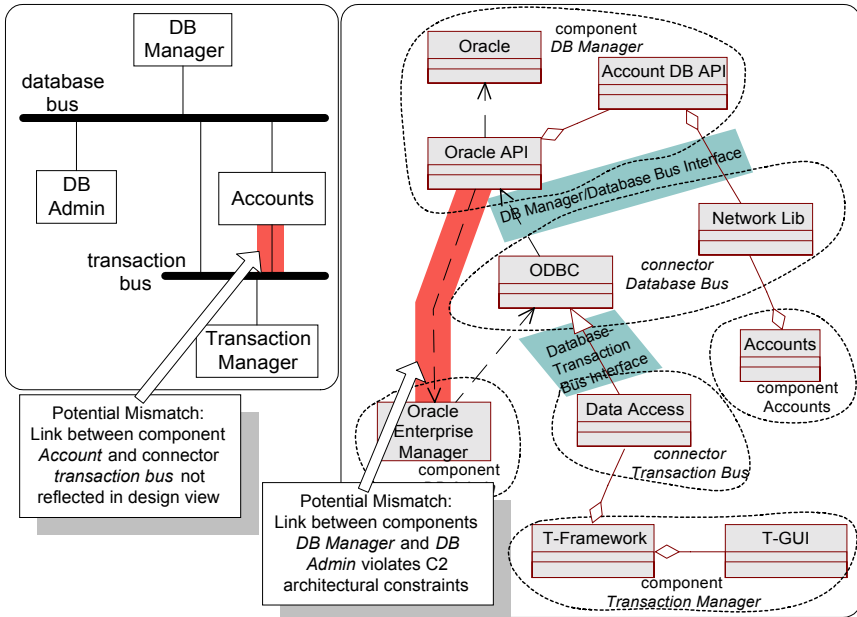 DB
Manager
database
bus
DB
Admin
Accounts
transaction
bus
Transaction
Manager
Potential Mismatch:
Link between component
Account and connector
transaction bus not
reflected in design view
component
DB Manager
Oracle
Account DB API
Oracle API
DB Manager/Database Bus Interface
Network Lib
ODBC
connector
Database Bus
Database-
Transaction
Bus Interface
Accounts
component
Accounts
Oracle
Enterprise
Manager
component
Data Access
connector
Transaction Bus
Potential Mismatch:
Link between components
DB Manager and DB
Admin violates C2
architectural constraints
T-Framework
T-GUI
component
Transaction Manager